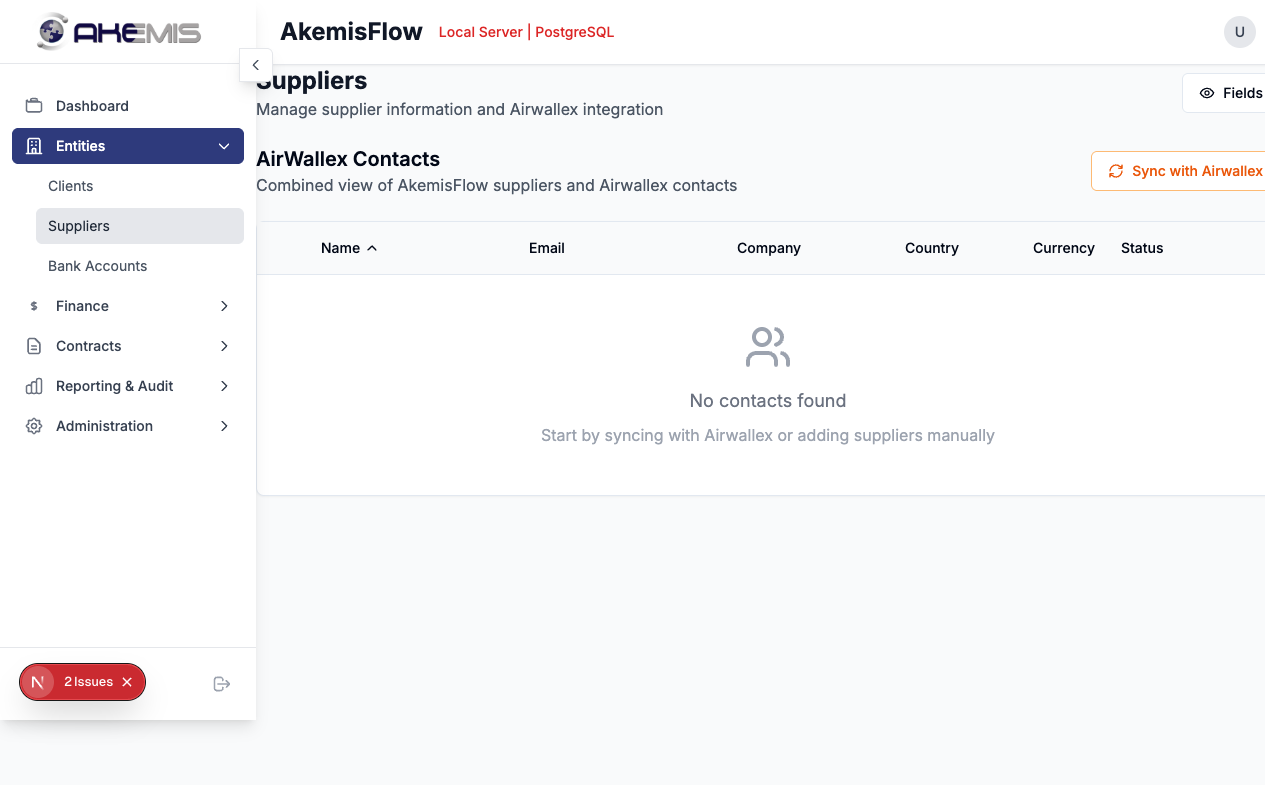 AKEMIS
AkemisFlow Local Server | PostgreSQL
U
Dashboard
Entities
Clients
Suppliers
Bank Accounts
Finance
Contracts
Reporting & Audit
Administration
N 2 Issues
Suppliers
Manage supplier information and Airwallex integration
Fields
AirWallex Contacts
Combined view of AkemisFlow suppliers and Airwallex contacts
Sync with Airwallex
Name Email Company Country Currency Status
No contacts found
Start by syncing with Airwallex or adding suppliers manually